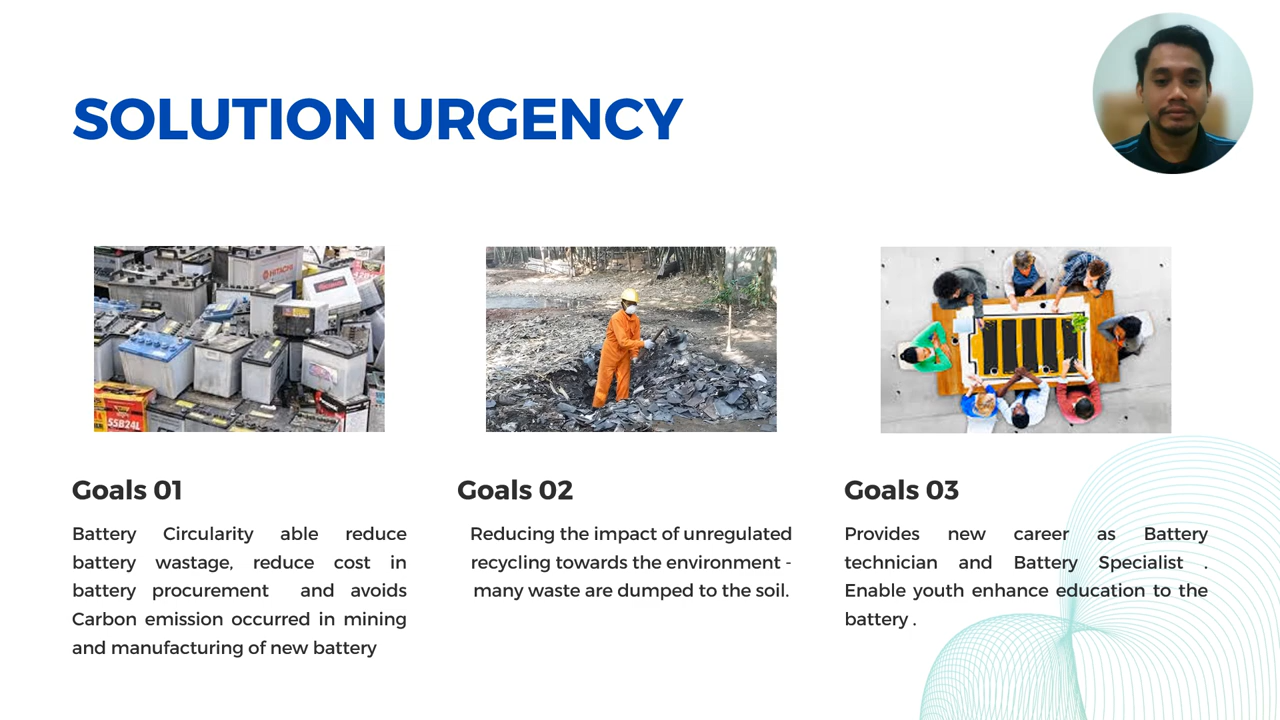 SOLUTION URGENCY
HITACHI
55B24L
Goals 01
Battery Circularity able reduce
battery wastage, reduce cost in
battery procurement and avoids
Carbon emission occurred in mining
and manufacturing of new battery
Goals 02
Reducing the impact of unregulated
recycling towards the environment -
many waste are dumped to the soil.
Goals 03
Provides new career as Battery
technician and Battery Specialist .
Enable youth enhance education to the
battery .